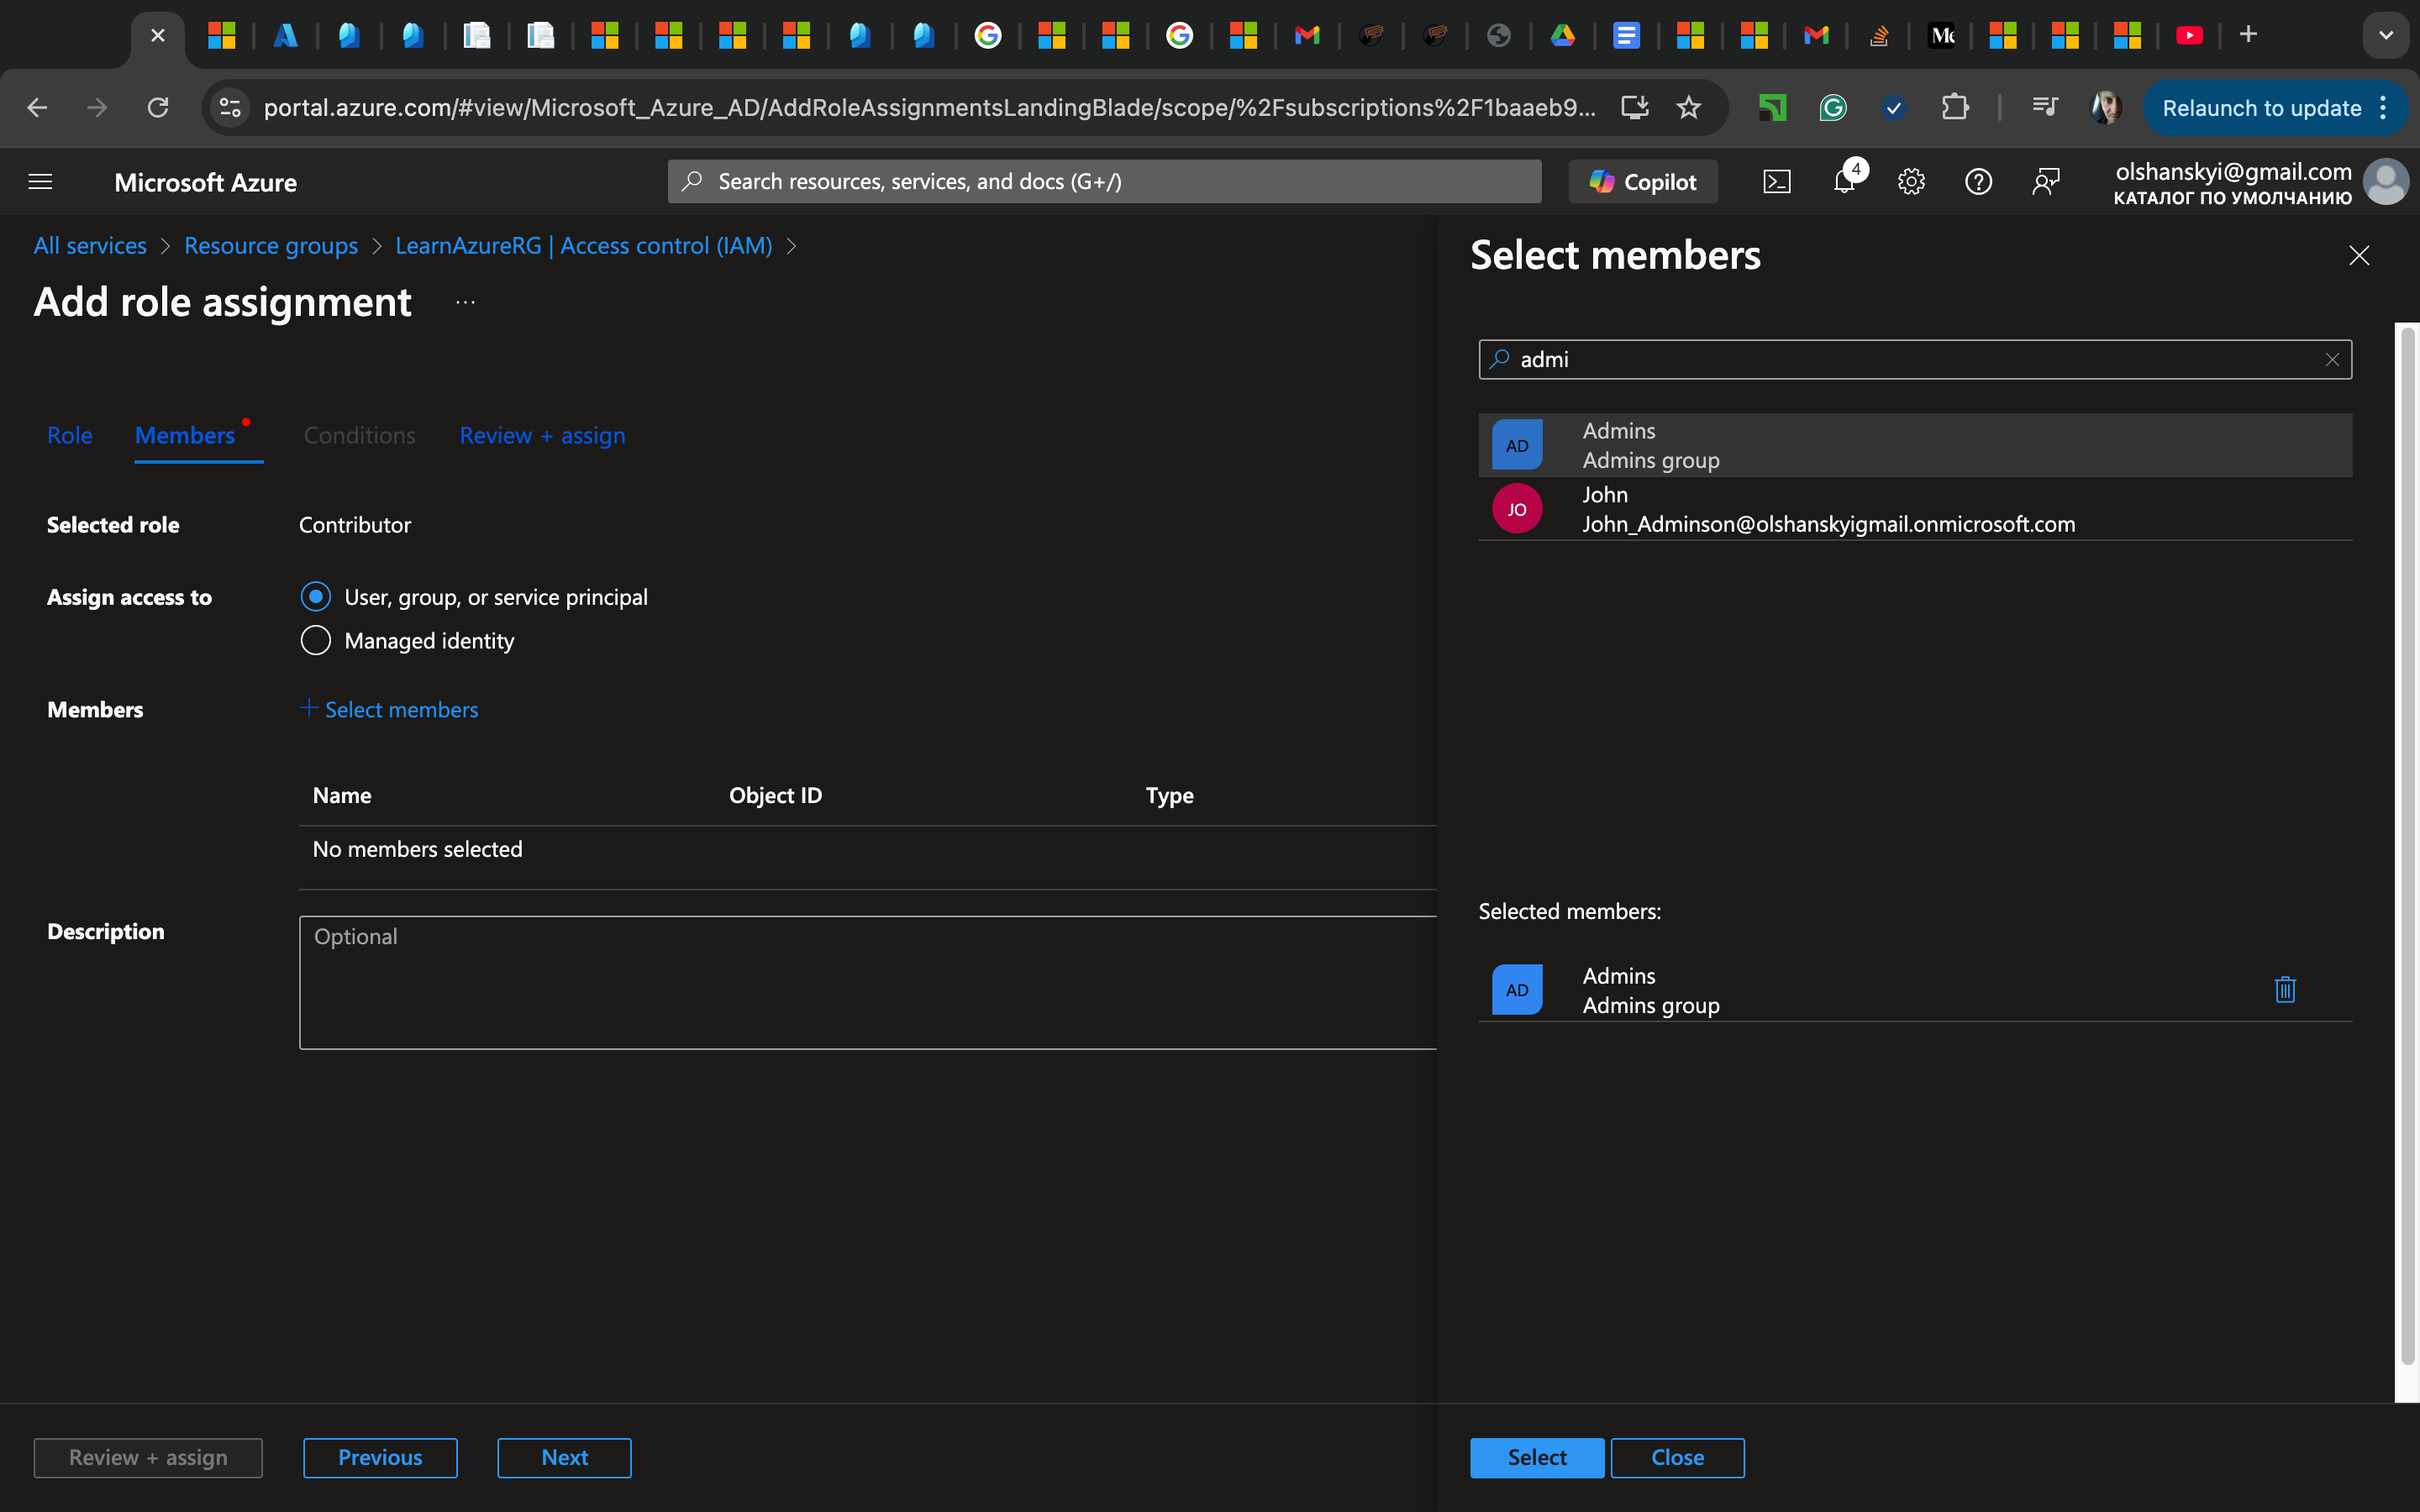 portal.azure.com/#view/Microsoft_Azure_AD/AddRoleAssignmentsLandingBlade/scope/%2Fsubscriptions%2F1baaeb9...
Relaunch to update
Microsoft Azure
Search resources, services, and docs (G+/)
Copilot
4
olshanskyi@gmail.com
КАТАЛОГ ПО УМОЛЧАНИЮ
All services > Resource groups > LearnAzureRG | Access control (IAM) >
Add role assignment ...
Role
Members
Conditions
Review + assign
Selected role
Contributor
Assign access to
User, group, or service principal
Managed identity
Members
+ Select members
Name
Object ID
Type
No members selected
Description
Optional
Review + assign
Previous
Next
Select members
admi
AD
Admins
Admins group
JO
John
John_Adminson@olshanskyigmail.onmicrosoft.com
Selected members:
AD
Admins
Admins group
Select
Close